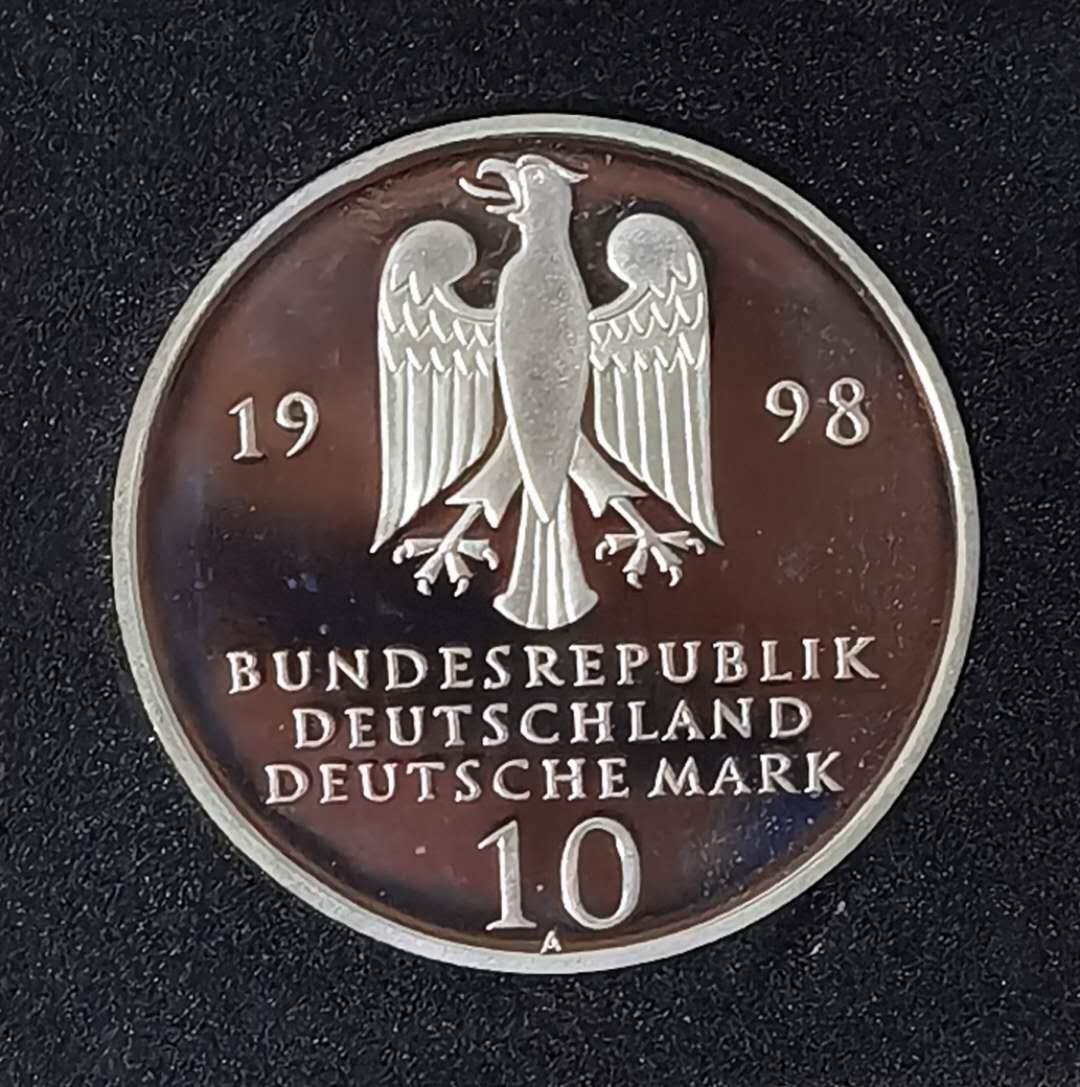 19 98
BUNDESREPUBLIK
DEUTSCHLAND
DEUTSCHE MARK
10
A